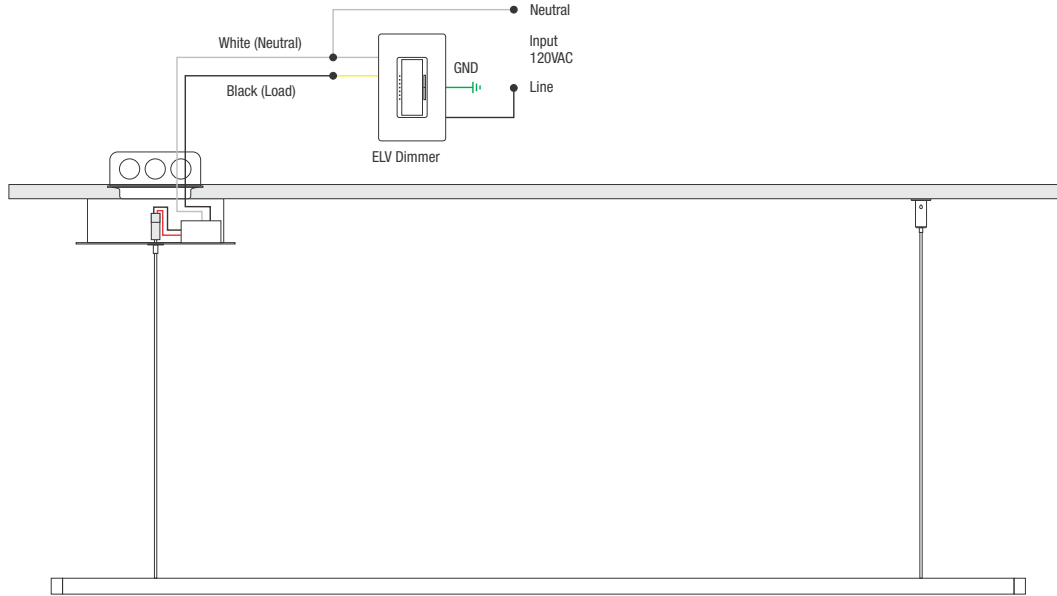 Neutral
White (Neutral)
Input
120VAC
GND
Line
Black (Load)
ELV Dimmer